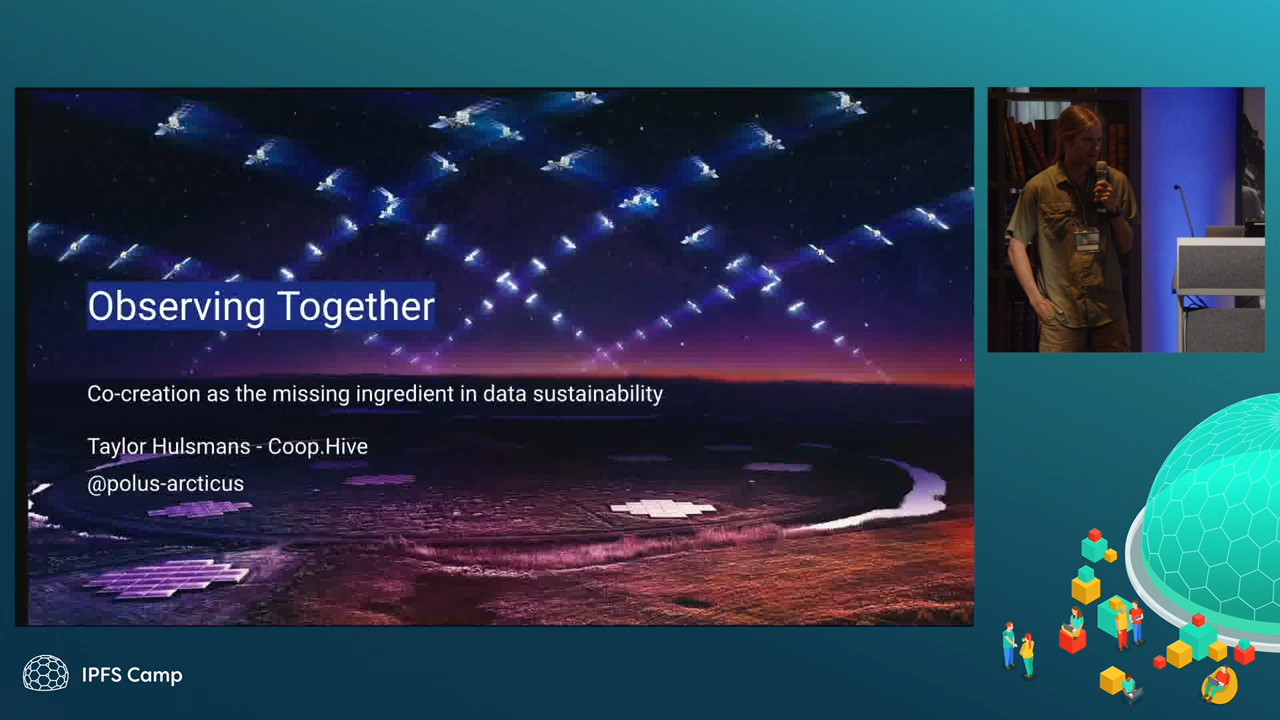 Observing Together
Co-creation as the missing ingredient in data sustainability
Taylor Hulsmans - Coop.Hive
@polus-arcticus
IPFS Camp